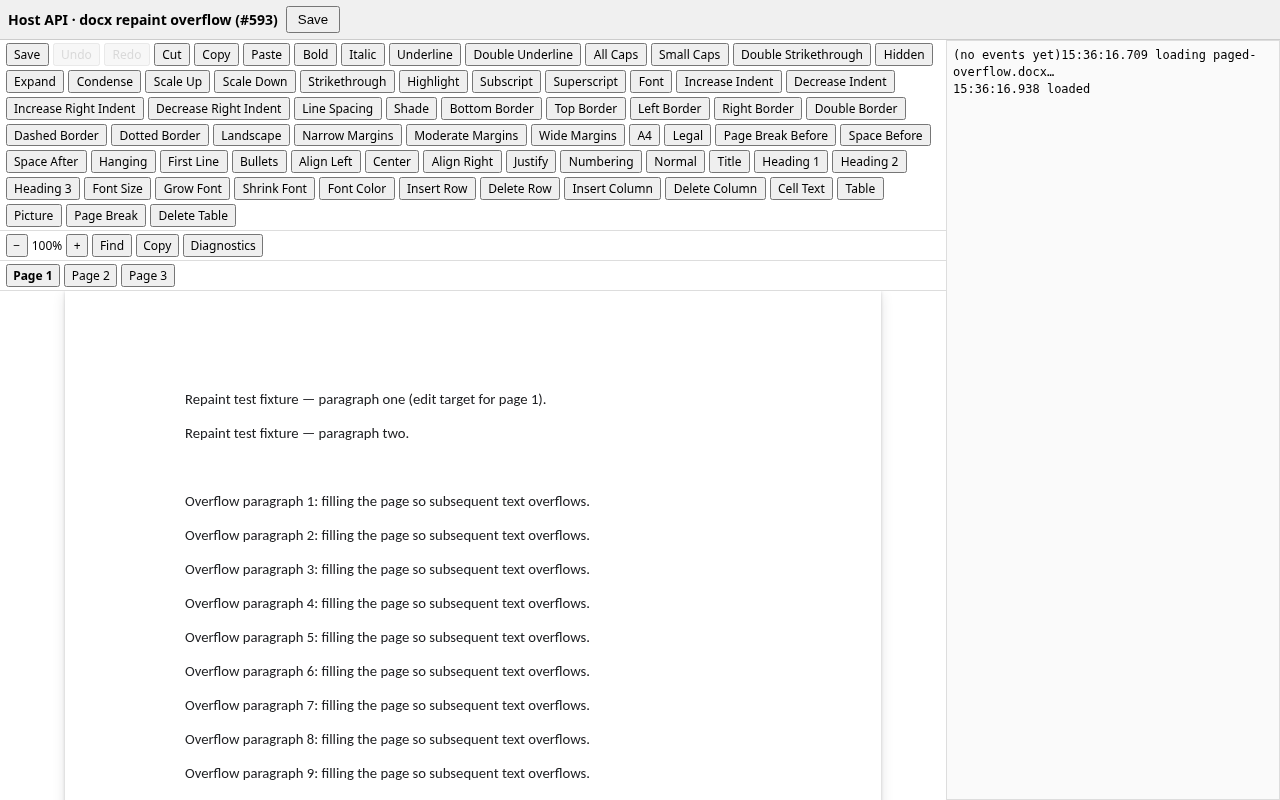 Host API · docx repaint overflow (#593) Save
Save Undo Redo Cut Copy Paste Bold Italic Underline Double Underline All Caps Small Caps Double Strikethrough Hidden
Expand Condense Scale Up Scale Down Strikethrough Highlight Subscript Superscript Font Increase Indent Decrease Indent
Increase Right Indent Decrease Right Indent Line Spacing Shade Bottom Border Top Border Left Border Right Border Double Border
Dashed Border Dotted Border Landscape Narrow Margins Moderate Margins Wide Margins A4 Legal Page Break Before Space Before
Space After Hanging First Line Bullets Align Left Center Align Right Justify Numbering Normal Title Heading 1 Heading 2
Heading 3 Font Size Grow Font Shrink Font Font Color Insert Row Delete Row Insert Column Delete Column Cell Text Table
Picture Page Break Delete Table
− 100% + Find Copy Diagnostics
Page 1 Page 2 Page 3
Repaint test fixture — paragraph one (edit target for page 1).
Repaint test fixture — paragraph two.
Overflow paragraph 1: filling the page so subsequent text overflows.
Overflow paragraph 2: filling the page so subsequent text overflows.
Overflow paragraph 3: filling the page so subsequent text overflows.
Overflow paragraph 4: filling the page so subsequent text overflows.
Overflow paragraph 5: filling the page so subsequent text overflows.
Overflow paragraph 6: filling the page so subsequent text overflows.
Overflow paragraph 7: filling the page so subsequent text overflows.
Overflow paragraph 8: filling the page so subsequent text overflows.
Overflow paragraph 9: filling the page so subsequent text overflows.
(no events yet)15:36:16.709 loading paged-
overflow.docx…
15:36:16.938 loaded